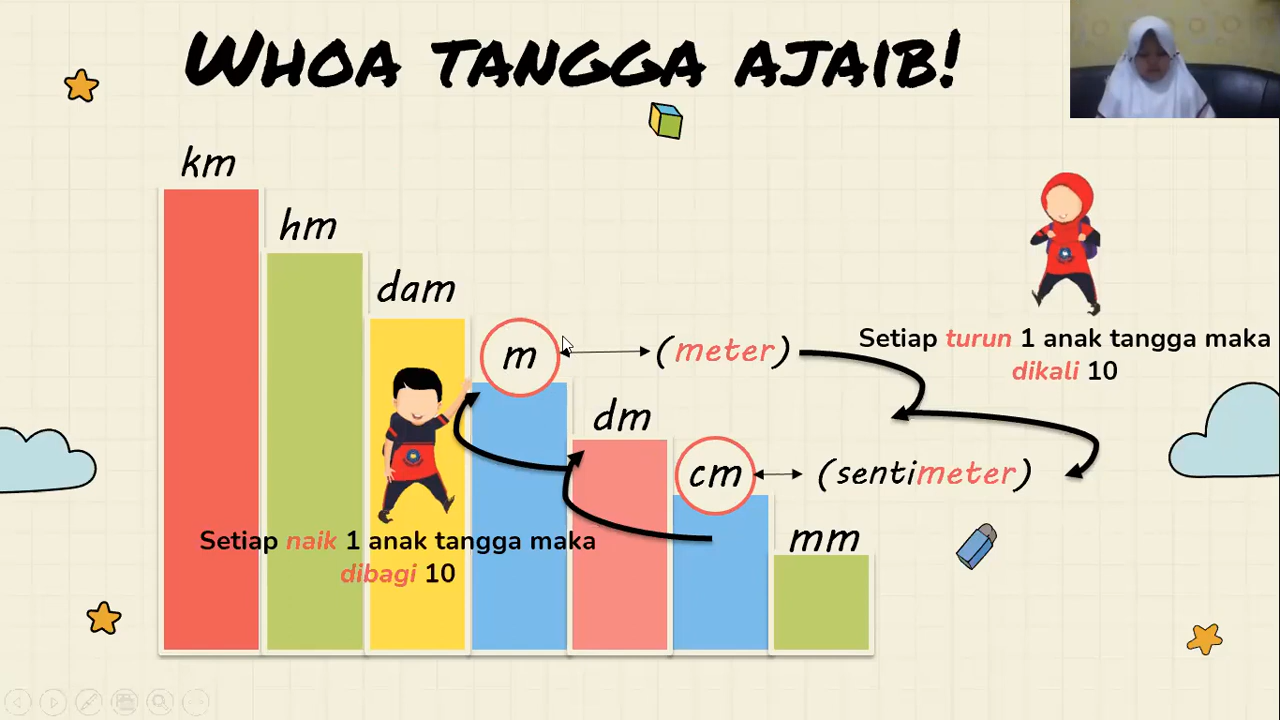 WHOA TANGGA AJAIB!
km
hm
dam
m
(meter)
dm
cm
(sentimeter)
mm
Setiap turun 1 anak tangga maka
dikali 10
Setiap naik 1 anak tangga maka
dibagi 10